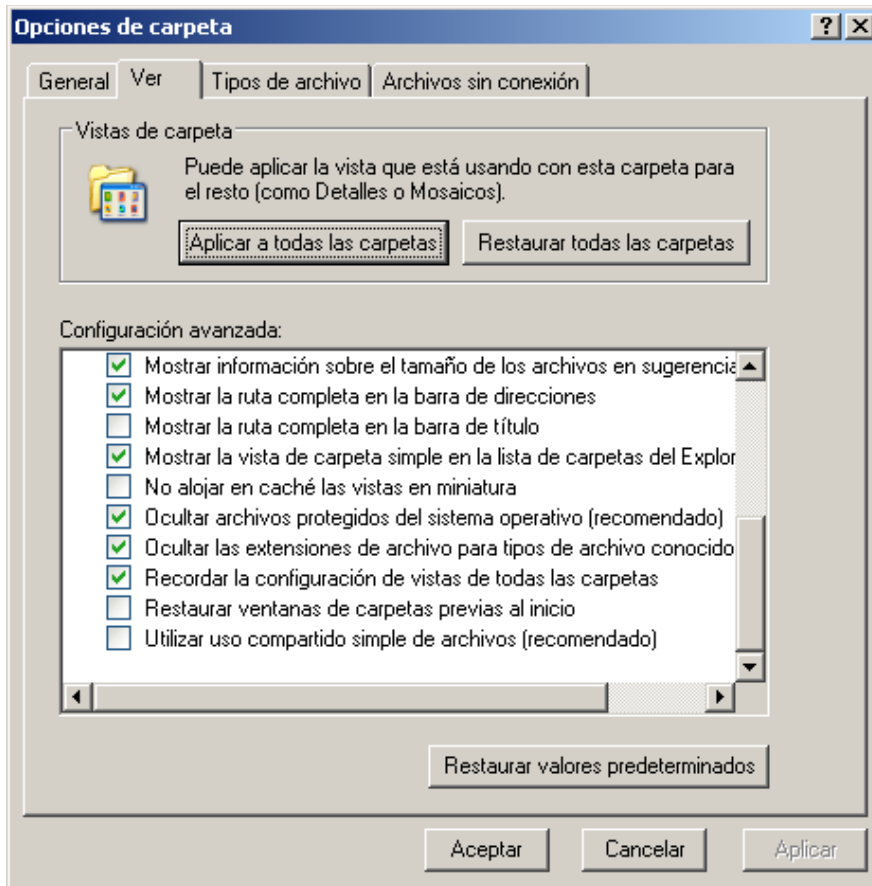 Opciones de carpeta
General
Ver
Tipos de archivo
Archivos sin conexión
Vistas de carpeta
Puede aplicar la vista que está usando con esta carpeta para
el resto (como Detalles o Mosaicos).
Aplicar a todas las carpetas
Restaurar todas las carpetas
Configuración avanzada:
Mostrar información sobre el tamaño de los archivos en sugerencia
Mostrar la ruta completa en la barra de direcciones
Mostrar la ruta completa en la barra de título
Mostrar la vista de carpeta simple en la lista de carpetas del Explor
No alojar en caché las vistas en miniatura
Ocultar archivos protegidos del sistema operativo (recomendado)
Ocultar las extensiones de archivo para tipos de archivo conocido
Recordar la configuración de vistas de todas las carpetas
Restaurar ventanas de carpetas previas al inicio
Utilizar uso compartido simple de archivos (recomendado)
Restaurar valores predeterminados
Aceptar
Cancelar
Aplicar